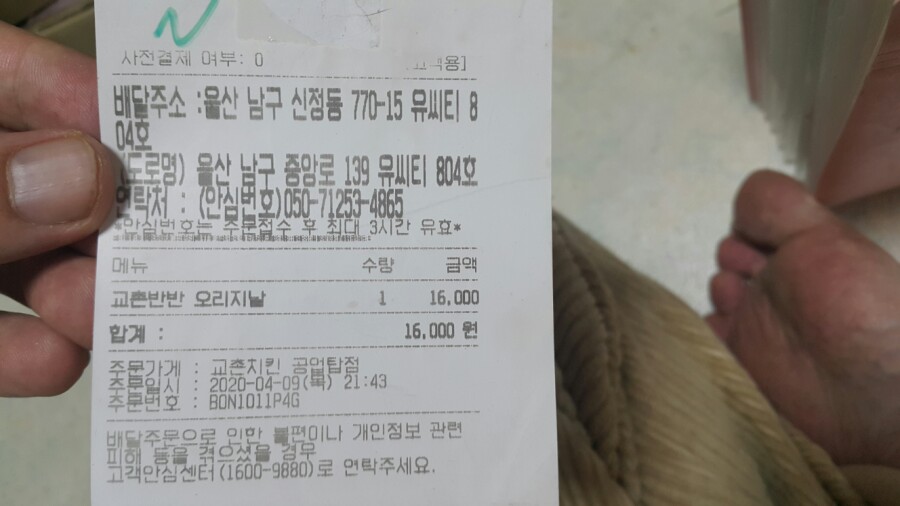 사전결제 여부: 0
배달주소 :울산 남구 신정동 770-15 유씨티 8
04호
(도로명) 울산 남구 중앙로 139 유씨티 804호
연락처 : (안심번호)050-71253-4865
*안심번호는 주문접수 후 최대 3시간 유효*
메뉴 수량 금액
교촌반반 오리지날 1 16,000
합계 : 16,000 원
주문가게 : 교촌치킨 공업탑점
주문일시 : 2020-04-09(목) 21:43
주문번호 : B0N1011P4G
배달주문으로 인한 불편이나 개인정보 관련
피해 등을 겪으셨을 경우
고객안심센터(1600-9880)로 연락주세요.